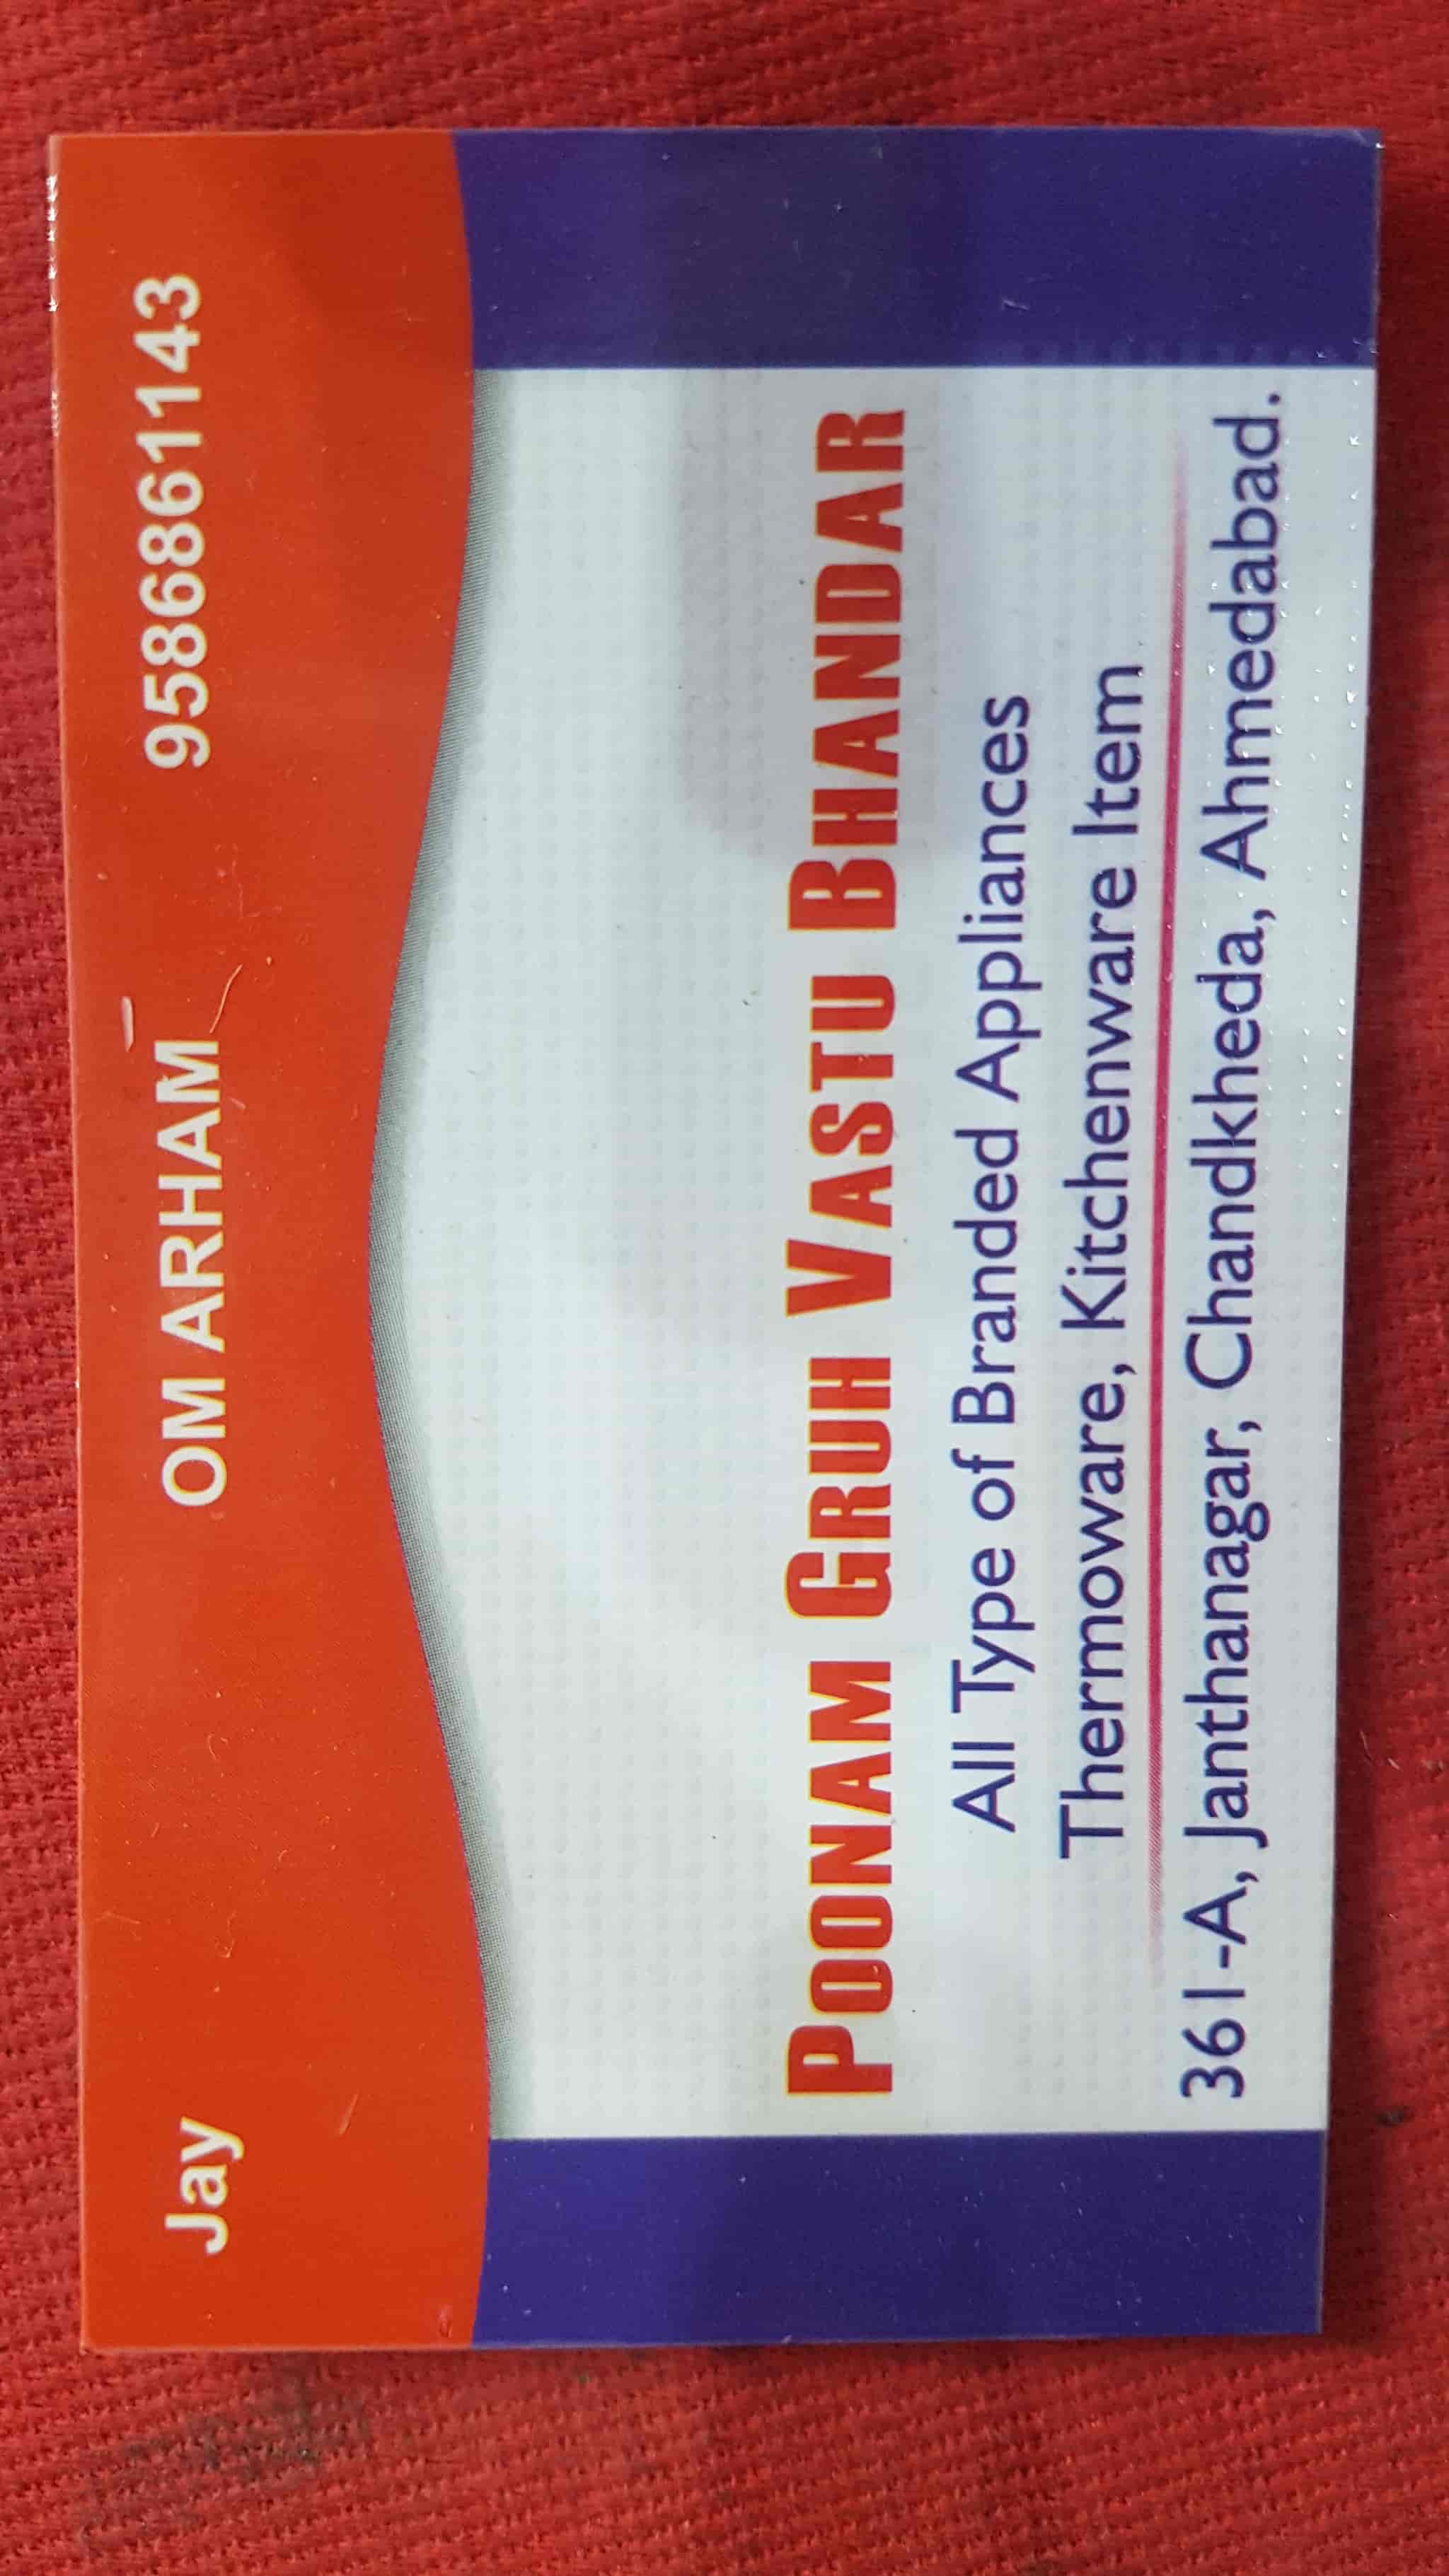 Jay OM ARHAM 9586861143
POONAM GRUH VASTU BHANDAR
All Type of Branded Appliances
Thermoware, Kitchenware Item
361-A, Janthanagar, Chandkheda, Ahmedabad.